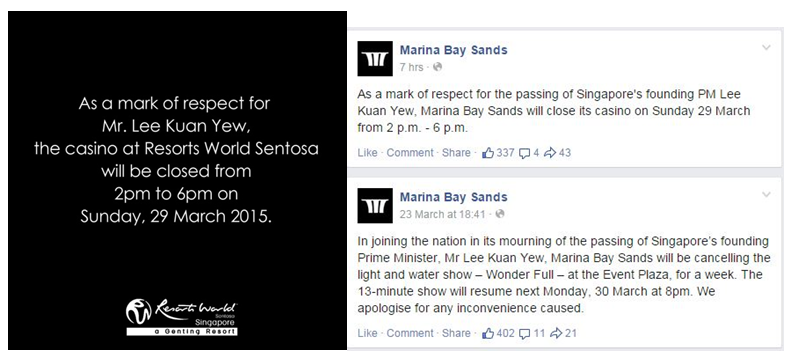 As a mark of respect for
Mr. Lee Kuan Yew,
the casino at Resorts World Sentosa
will be closed from
2pm to 6pm on
Sunday, 29 March 2015.
Resorts World
Sentosa
Singapore
a Genting Resort
Marina Bay Sands
7 hrs ·
As a mark of respect for the passing of Singapore's founding PM Lee
Kuan Yew, Marina Bay Sands will close its casino on Sunday 29 March
from 2 p.m. - 6 p.m.
Like · Comment · Share · 337 4 43
Marina Bay Sands
23 March at 18:41 ·
In joining the nation in its mourning of the passing of Singapore's founding
Prime Minister, Mr Lee Kuan Yew, Marina Bay Sands will be cancelling the
light and water show – Wonder Full – at the Event Plaza, for a week. The
13-minute show will resume next Monday, 30 March at 8pm. We
apologise for any inconvenience caused.
Like · Comment · Share · 402 11 21